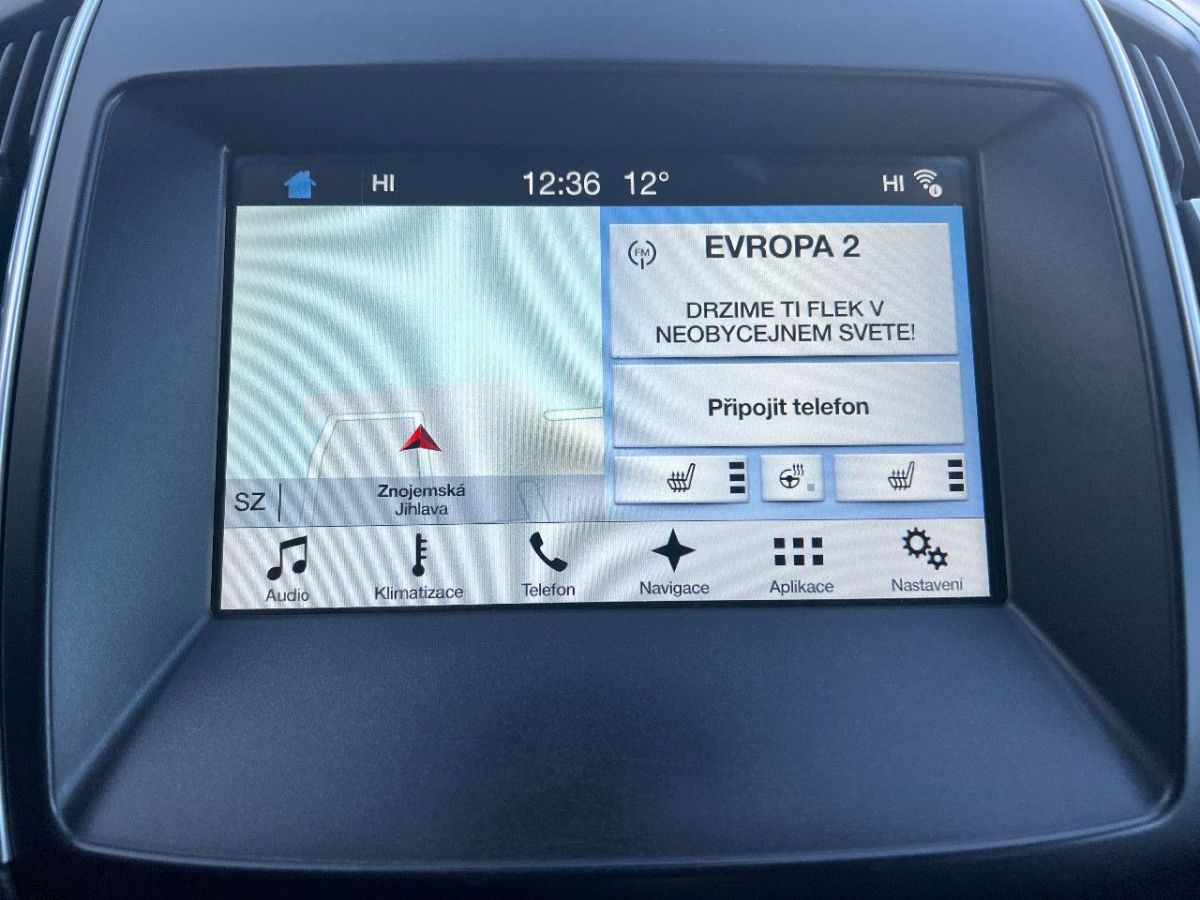 HI 12:36 12° HI
FM
EVROPA 2
DRZIME TI FLEK V
NEOBYCEJNEM SVETE!
Připojit telefon
SZ
Znojemská
Jihlava
Audio Klimatizace Telefon Navigace Aplikace Nastavení